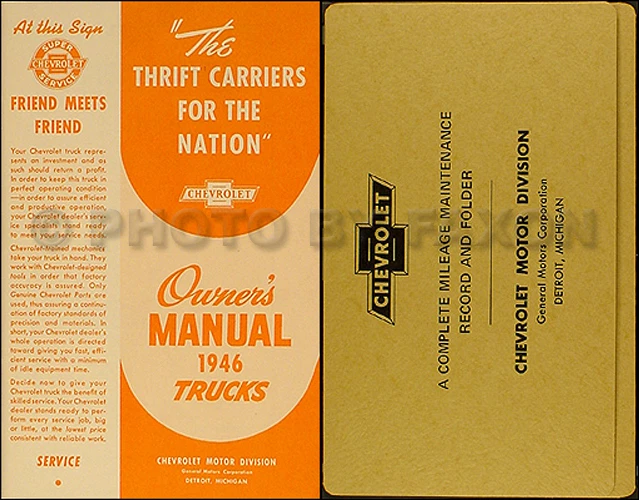 At this Sign
SUPER
CHEVROLET
SERVICE
FRIEND MEETS
FRIEND
Your Chevrolet truck repre-
sents an investment and as
such should return a profit.
In order to keep this truck in
perfect operating condition
—in order to assure efficient
and productive operation,
your Chevrolet dealer's serv-
ice specialists stand ready
to meet your service needs.
Chevrolet-trained mechanics
take your truck in hand. They
work with Chevrolet-designed
tools in order that factory
accuracy is assured. Only
Genuine Chevrolet Parts are
used, thus assuring a continu-
ation of factory standards of
precision and materials. In
short, your Chevrolet dealer's
whole operation is directed
toward giving you fast, effi-
cient service with a minimum
of idle equipment time.
Decide now to give your
Chevrolet truck the benefit of
skilled service. Your Chevrolet
dealer stands ready to per-
form every service job, big
or little, at the lowest price
consistent with reliable work.
SERVICE
"The
THRIFT CARRIERS
FOR THE
NATION"
CHEVROLET
Owner's
MANUAL
1946
TRUCKS
CHEVROLET MOTOR DIVISION
General Motors Corporation
DETROIT, MICHIGAN
CHEVROLET
A COMPLETE MILEAGE MAINTENANCE
RECORD AND FOLDER
CHEVROLET MOTOR DIVISION
General Motors Corporation
DETROIT, MICHIGAN
PHOTO BY FAXON